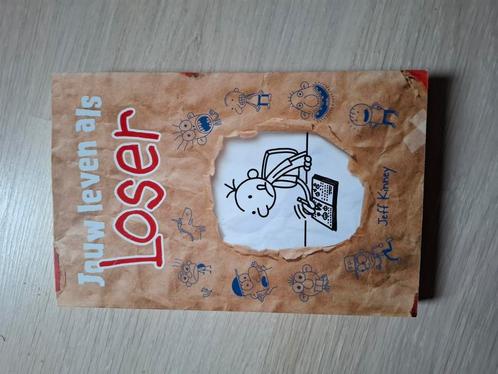 Jouw leven als
Loser
Jeff Kinney